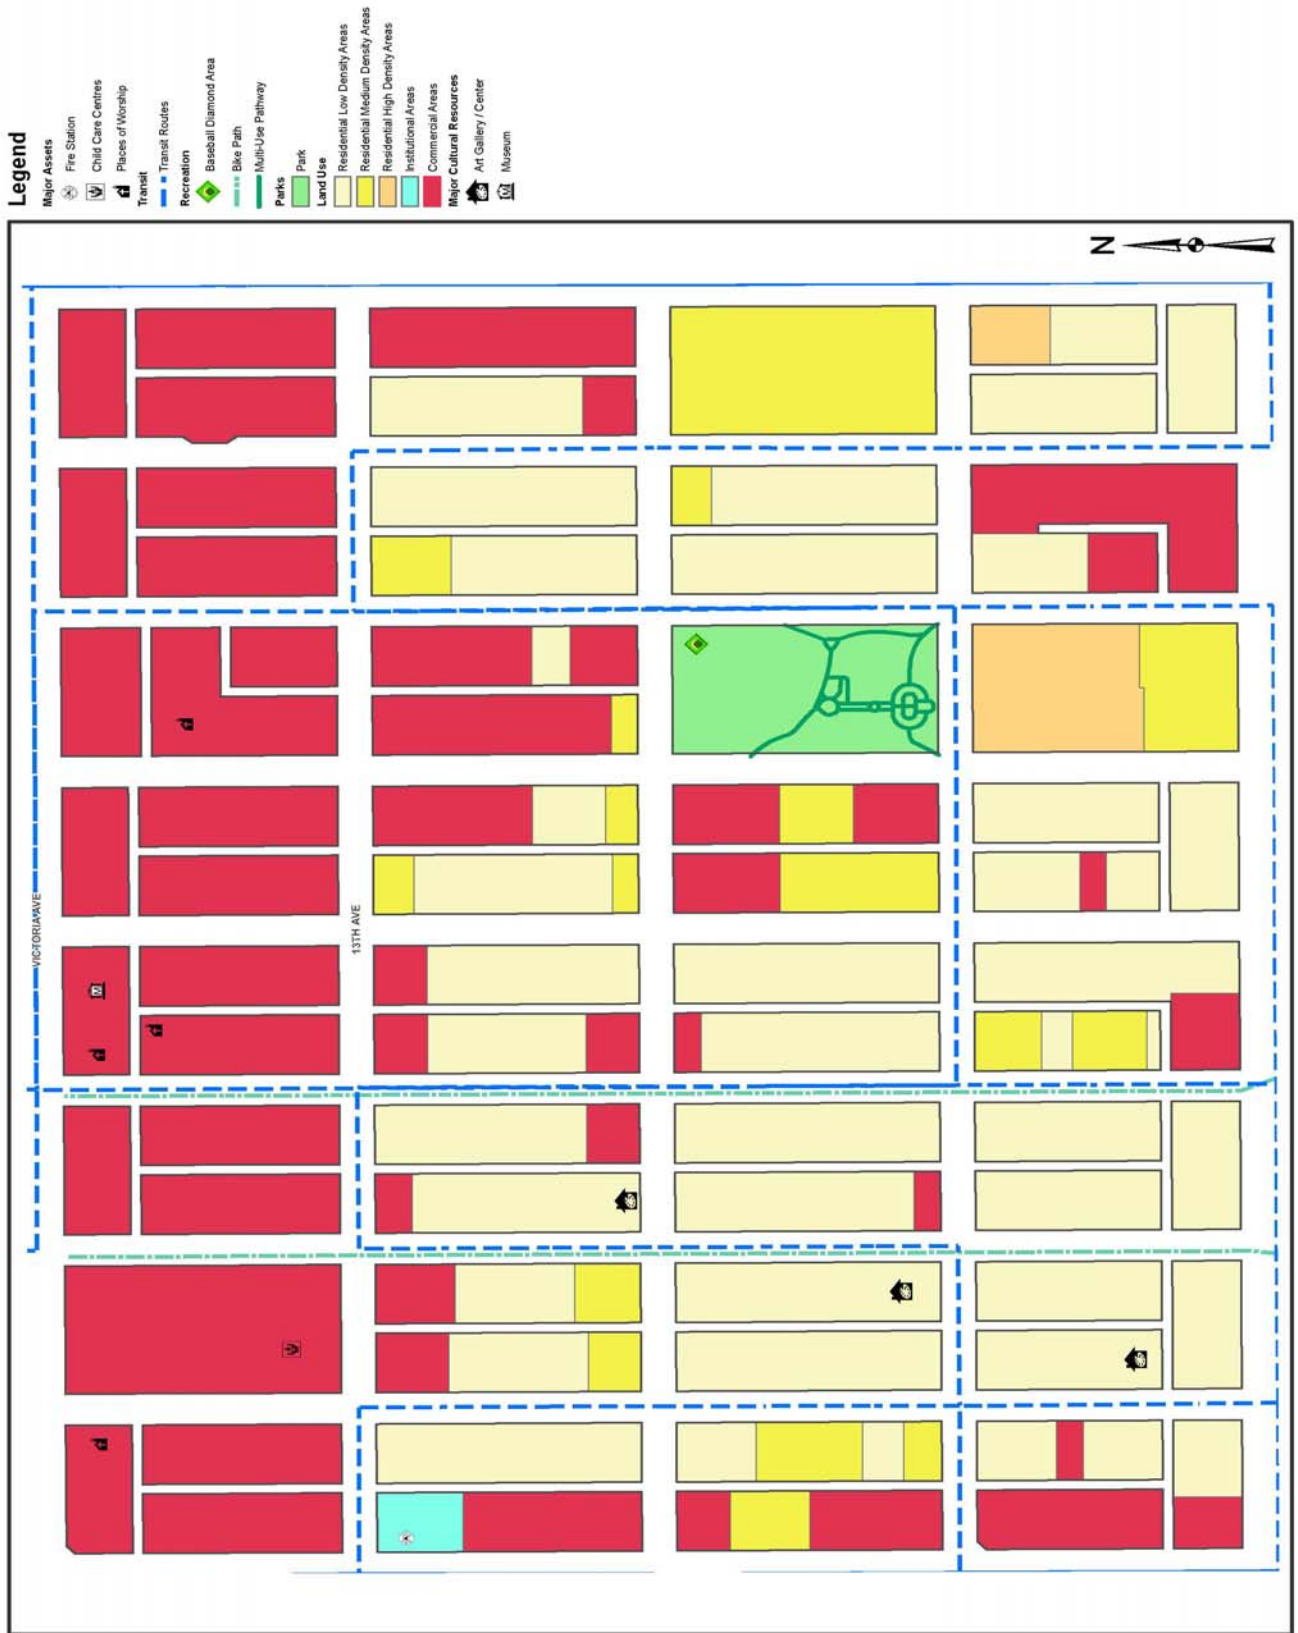 Legend
Major Assets
Fire Station
Child Care Centres
Places of Worship
Transit
Transit Routes
Recreation
Baseball Diamond Area
Bike Path
Multi-Use Pathway
Parks
Park
Land Use
Residential Low Density Areas
Residential Medium Density Areas
Residential High Density Areas
Institutional Areas
Commercial Areas
Major Cultural Resources
Art Gallery / Center
Museum
N
VICTORIA AVE
13TH AVE